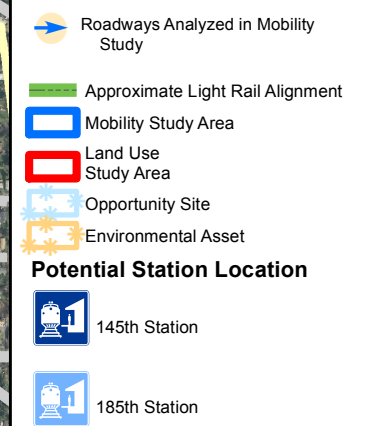 Roadways Analyzed in Mobility
Study
Approximate Light Rail Alignment
Mobility Study Area
Land Use
Study Area
Opportunity Site
Environmental Asset
Potential Station Location
145th Station
185th Station